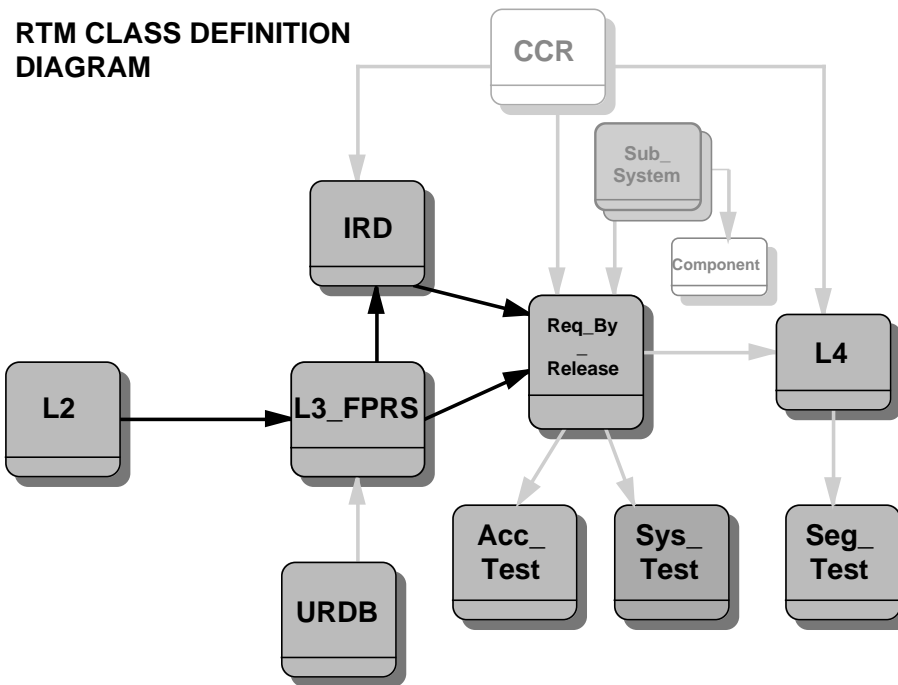 RTM CLASS DEFINITION
DIAGRAM
CCR
Sub_
System
IRD
Component
Req_By
_
Release
L4
L2
L3_FPRS
Acc_
Test
Sys_
Test
Seg_
Test
URDB